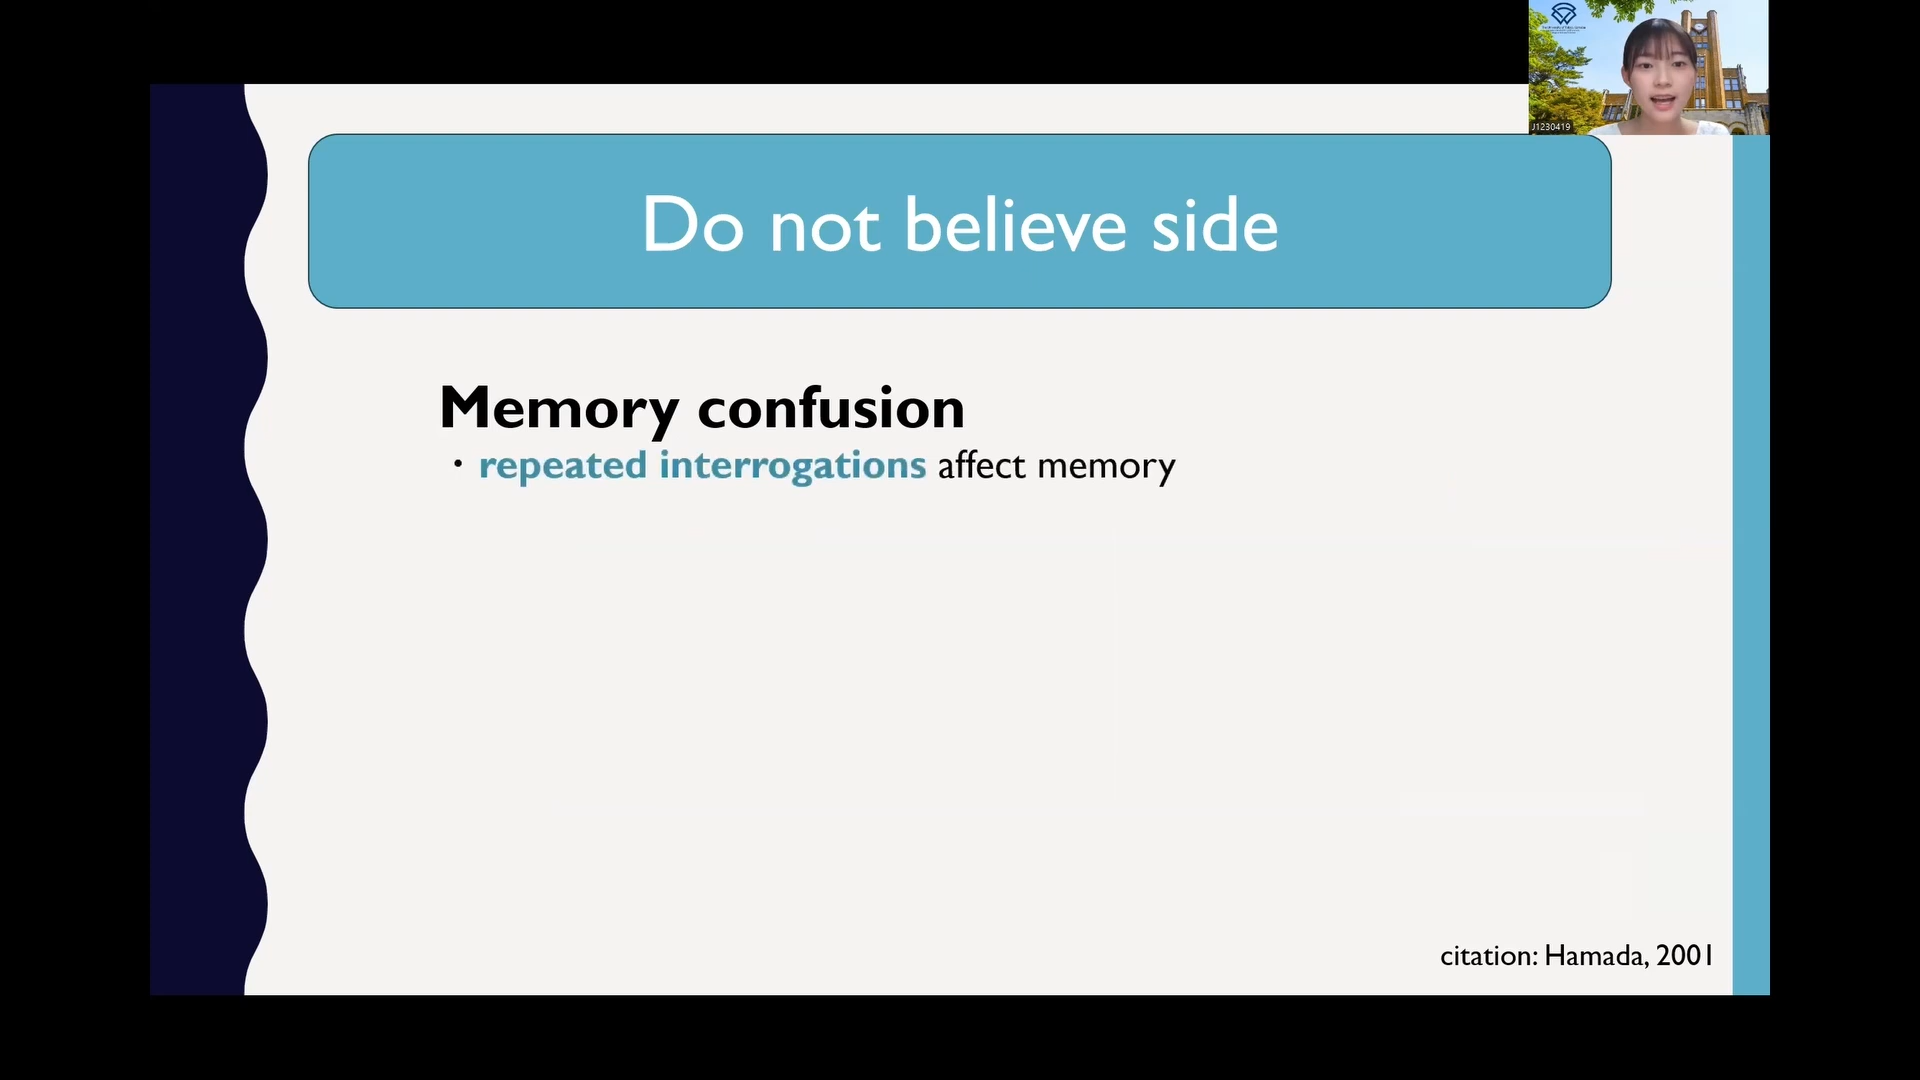 J1230419
Do not believe side
Memory confusion
• repeated interrogations affect memory
citation: Hamada, 2001